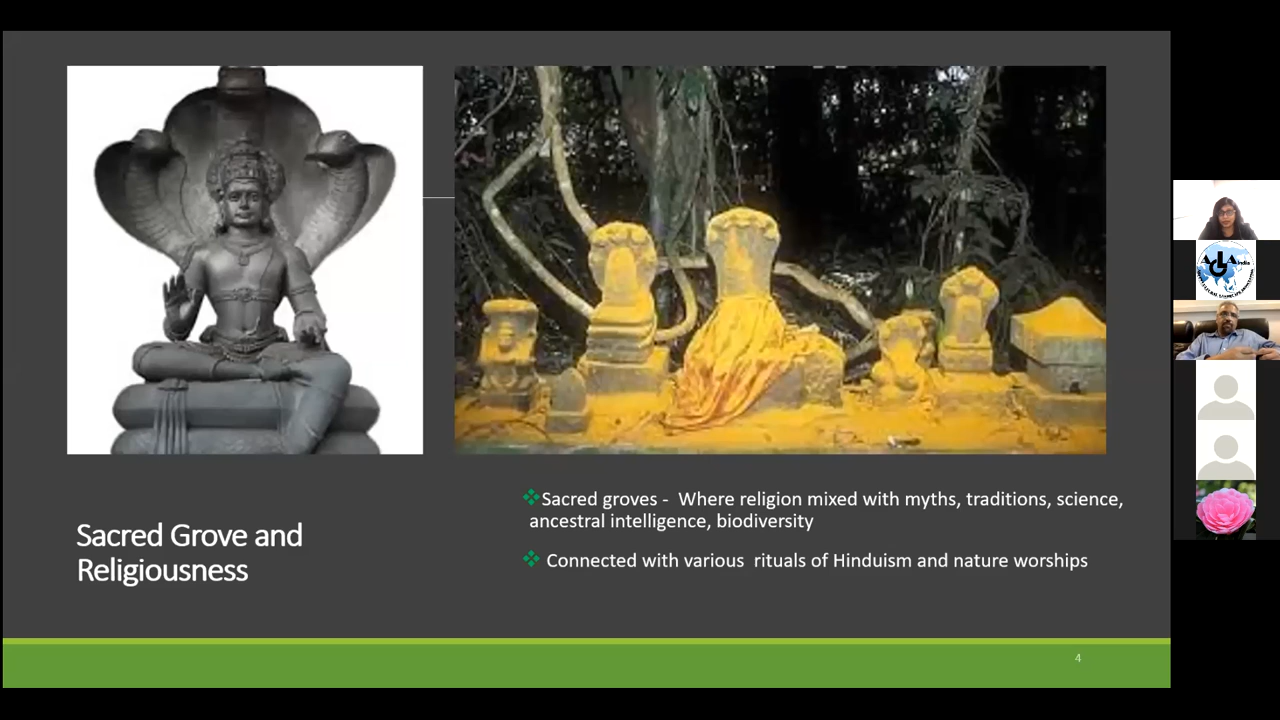 Sacred Grove and
Religiousness
❖Sacred groves -  Where religion mixed with myths, traditions, science,
ancestral intelligence, biodiversity
❖ Connected with various  rituals of Hinduism and nature worships
4
India